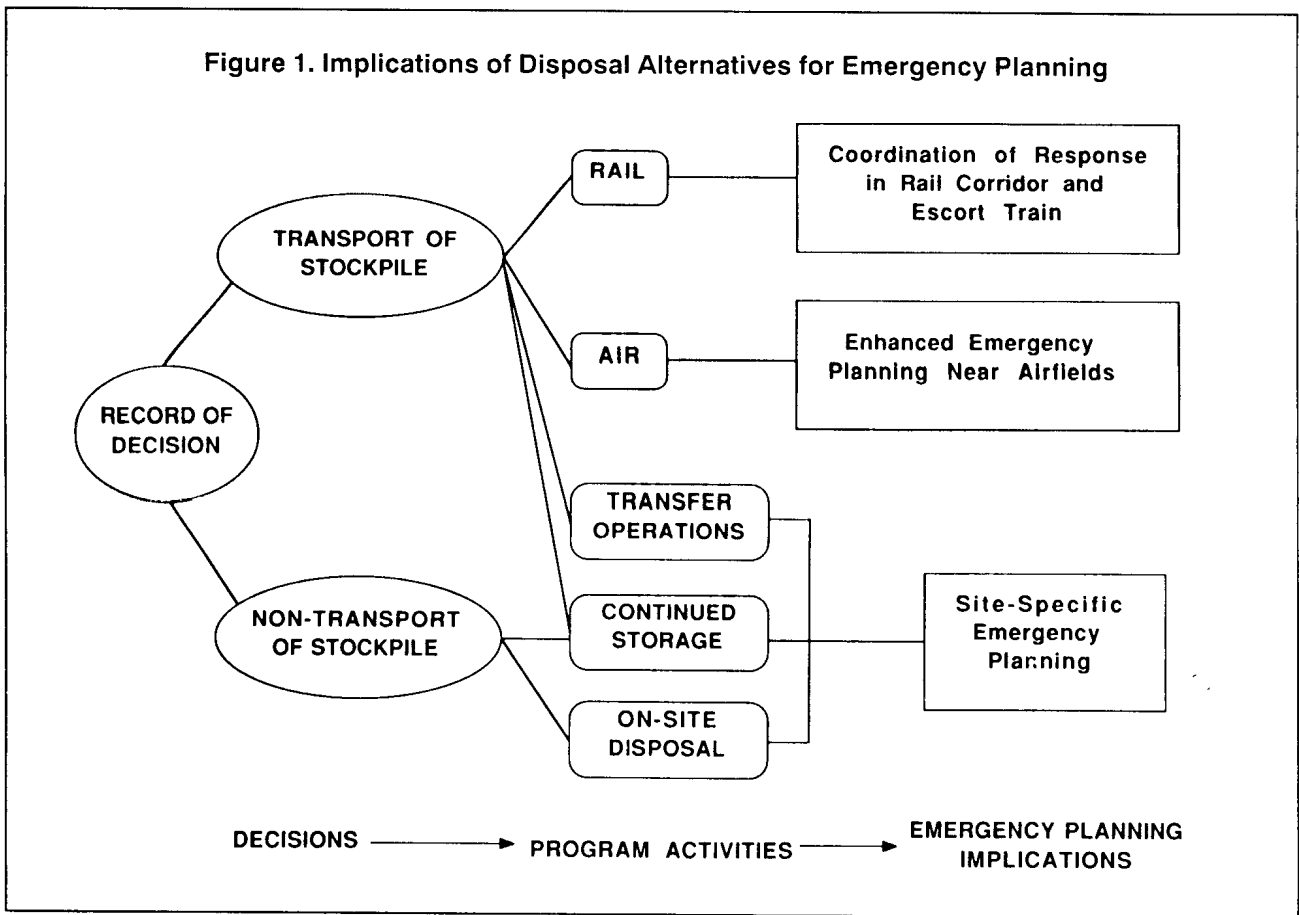 Figure 1. Implications of Disposal Alternatives for Emergency Planning
RAIL
Coordination of Response
in Rail Corridor and
Escort Train
TRANSPORT OF
STOCKPILE
AIR
Enhanced Emergency
Planning Near Airfields
RECORD OF
DECISION
TRANSFER
OPERATIONS
NON-TRANSPORT
OF STOCKPILE
CONTINUED
STORAGE
Site-Specific
Emergency
Planning
ON-SITE
DISPOSAL
DECISIONS
PROGRAM ACTIVITIES
EMERGENCY PLANNING
IMPLICATIONS